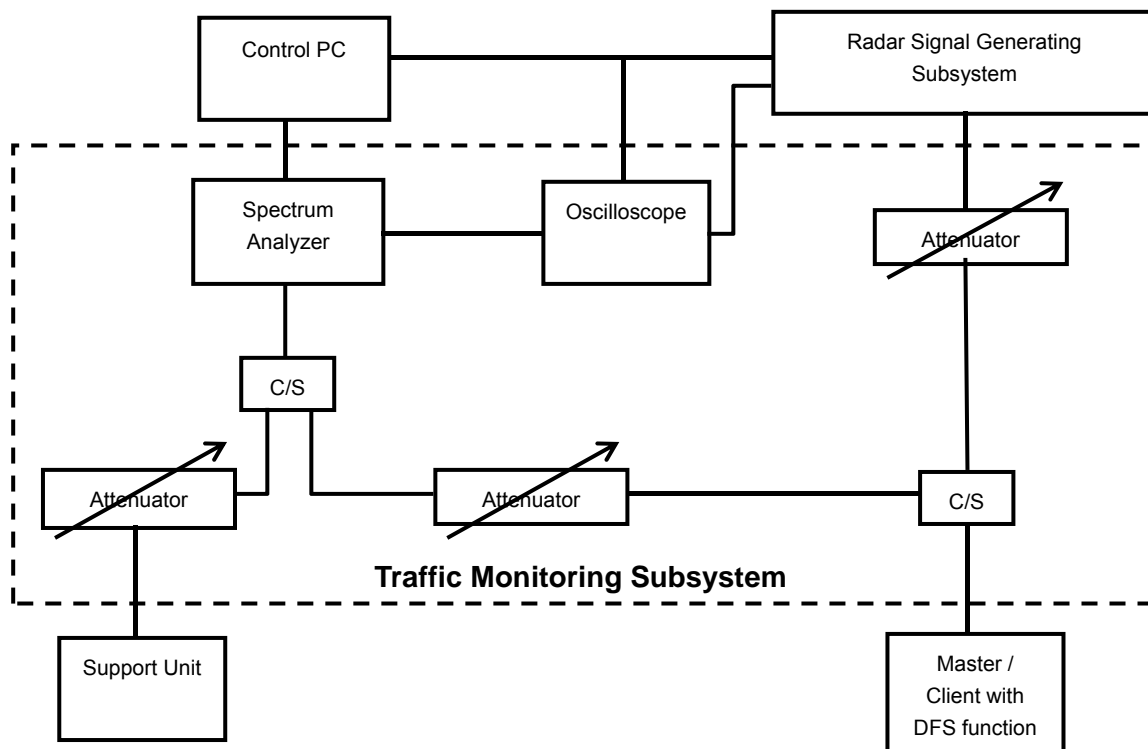 Control PC
Radar Signal Generating
Subsystem
Spectrum
Analyzer
Oscilloscope
Attenuator
C/S
Attenuator
Attenuator
C/S
Traffic Monitoring Subsystem
Support Unit
Master /
Client with
DFS function